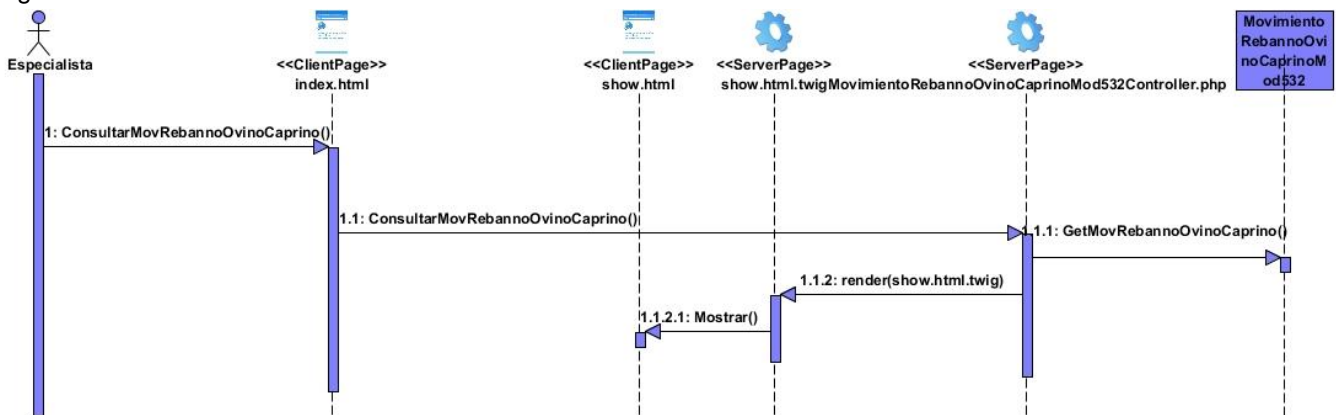 Especialista
<<ClientPage>>
index.html
<<ClientPage>>
show.html
<<ServerPage>>
show.html.twig
<<ServerPage>>
MovimientoRebannoOvinoCaprinoMod532Controller.php
Movimiento
RebannoOvi
noCaprinoM
od532
1: ConsultarMovRebannoOvinoCaprino()
1.1: ConsultarMovRebannoOvinoCaprino()
1.1.1: GetMovRebannoOvinoCaprino()
1.1.2: render(show.html.twig)
1.1.2.1: Mostrar()